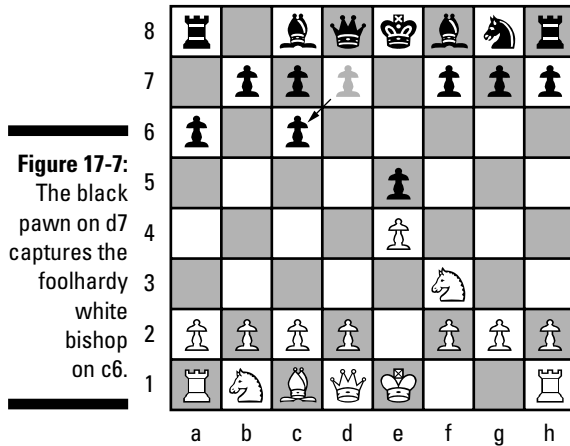 Figure 17-7:
The black
pawn on d7
captures the
foolhardy
white
bishop
on c6.
8
7
6
5
4
3
2
1
a b c d e f g h